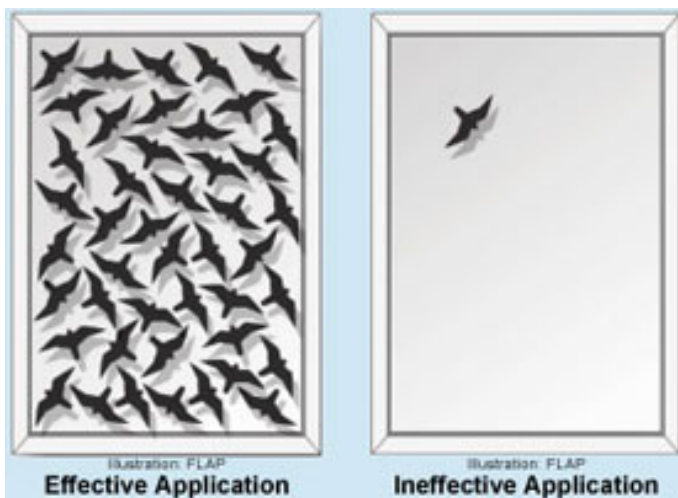 Illustration: FLAP
Effective Application
Illustration: FLAP
Ineffective Application